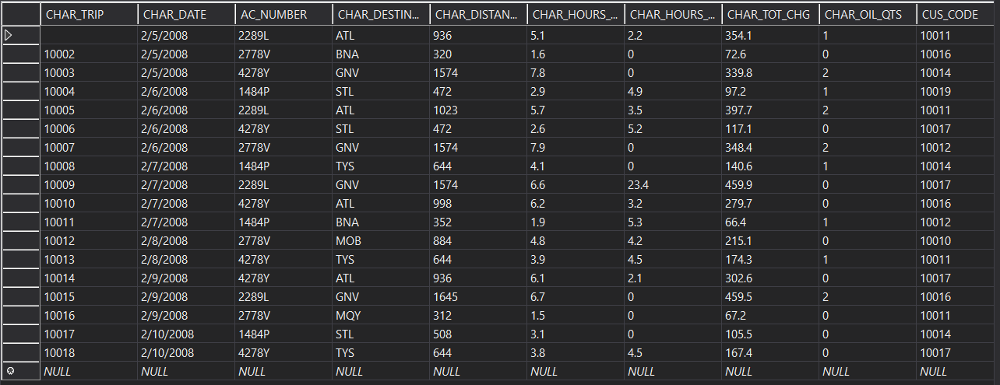 CHAR_TRIP CHAR_DATE AC_NUMBER CHAR_DESTIN... CHAR_DISTAN... CHAR_HOURS_... CHAR_HOURS_... CHAR_TOT_CHG CHAR_OIL_QTS CUS_CODE
2/5/2008 2289L ATL 936 5.1 2.2 354.1 1 10011
10002 2/5/2008 2778V BNA 320 1.6 0 72.6 0 10016
10003 2/5/2008 4278Y GNV 1574 7.8 0 339.8 2 10014
10004 2/6/2008 1484P STL 472 2.9 4.9 97.2 1 10019
10005 2/6/2008 2289L ATL 1023 5.7 3.5 397.7 2 10011
10006 2/6/2008 4278Y STL 472 2.6 5.2 117.1 0 10017
10007 2/6/2008 2778V GNV 1574 7.9 0 348.4 2 10012
10008 2/7/2008 1484P TYS 644 4.1 0 140.6 1 10014
10009 2/7/2008 2289L GNV 1574 6.6 23.4 459.9 0 10017
10010 2/7/2008 4278Y ATL 998 6.2 3.2 279.7 0 10016
10011 2/7/2008 1484P BNA 352 1.9 5.3 66.4 1 10012
10012 2/8/2008 2778V MOB 884 4.8 4.2 215.1 0 10010
10013 2/8/2008 4278Y TYS 644 3.9 4.5 174.3 1 10011
10014 2/9/2008 4278Y ATL 936 6.1 2.1 302.6 0 10017
10015 2/9/2008 2289L GNV 1645 6.7 0 459.5 2 10016
10016 2/9/2008 2778V MQY 312 1.5 0 67.2 0 10011
10017 2/10/2008 1484P STL 508 3.1 0 105.5 0 10014
10018 2/10/2008 4278Y TYS 644 3.8 4.5 167.4 0 10017
NULL NULL NULL NULL NULL NULL NULL NULL NULL NULL